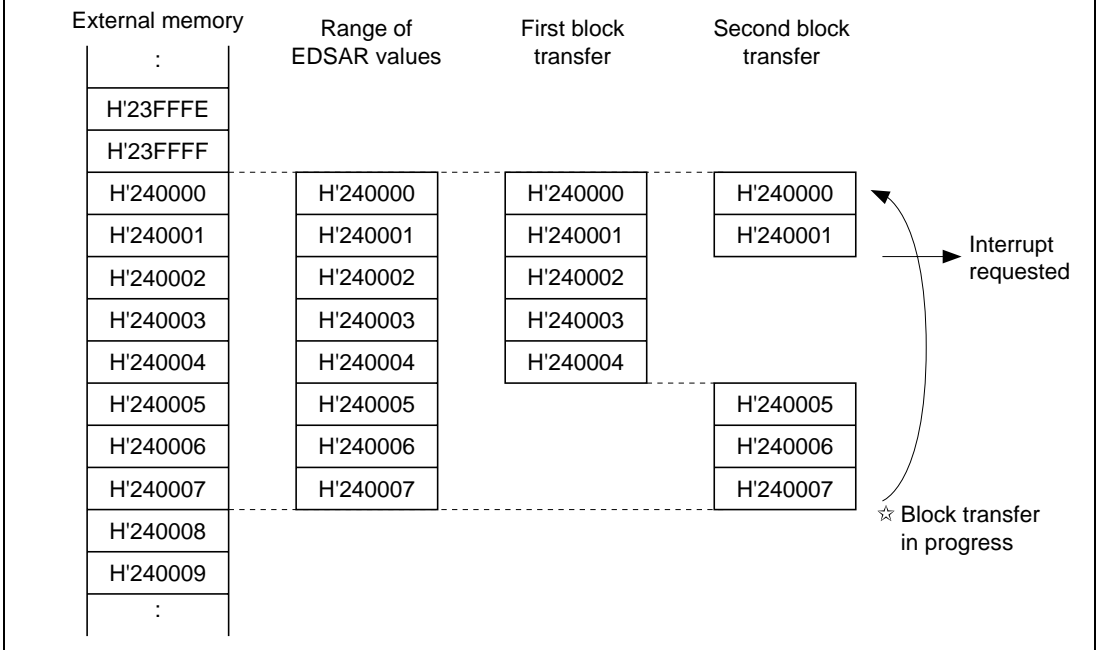 External memory
Range of
EDSAR values
First block
transfer
Second block
transfer
:
H'23FFFE
H'23FFFF
H'240000 H'240000 H'240000 H'240000
H'240001 H'240001 H'240001 H'240001
Interrupt
requested
H'240002 H'240002 H'240002
H'240003 H'240003 H'240003
H'240004 H'240004 H'240004
H'240005 H'240005 H'240005
H'240006 H'240006 H'240006
H'240007 H'240007 H'240007
☆ Block transfer
in progress
H'240008
H'240009
: